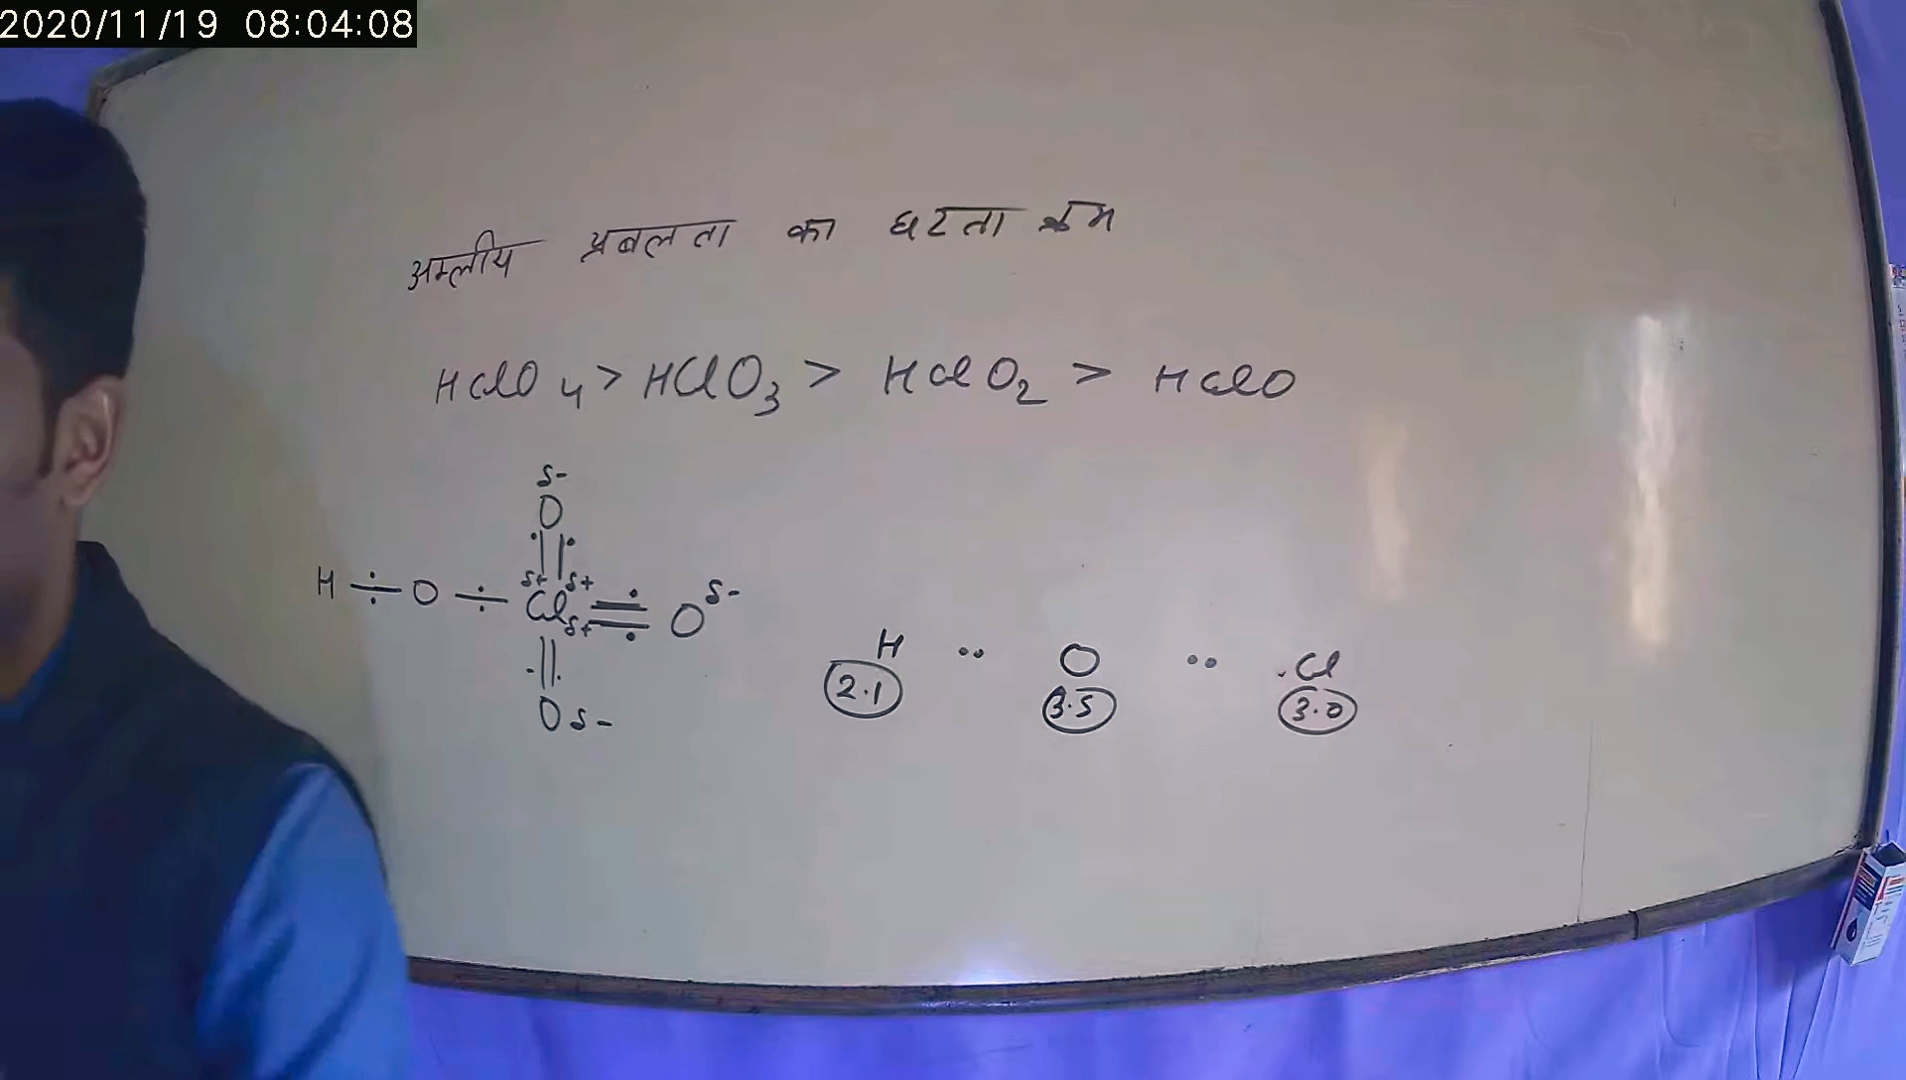 2020/11/19 08:04:08
अम्लीय प्रबलता का घटता क्रम
HClO4 > HClO3 > HClO2 > HClO
δ-
O
δ+ δ+
H ÷ O ÷ Cl = O δ-
δ+
O δ-
H .. O .. Cl
2.1 3.5 3.0